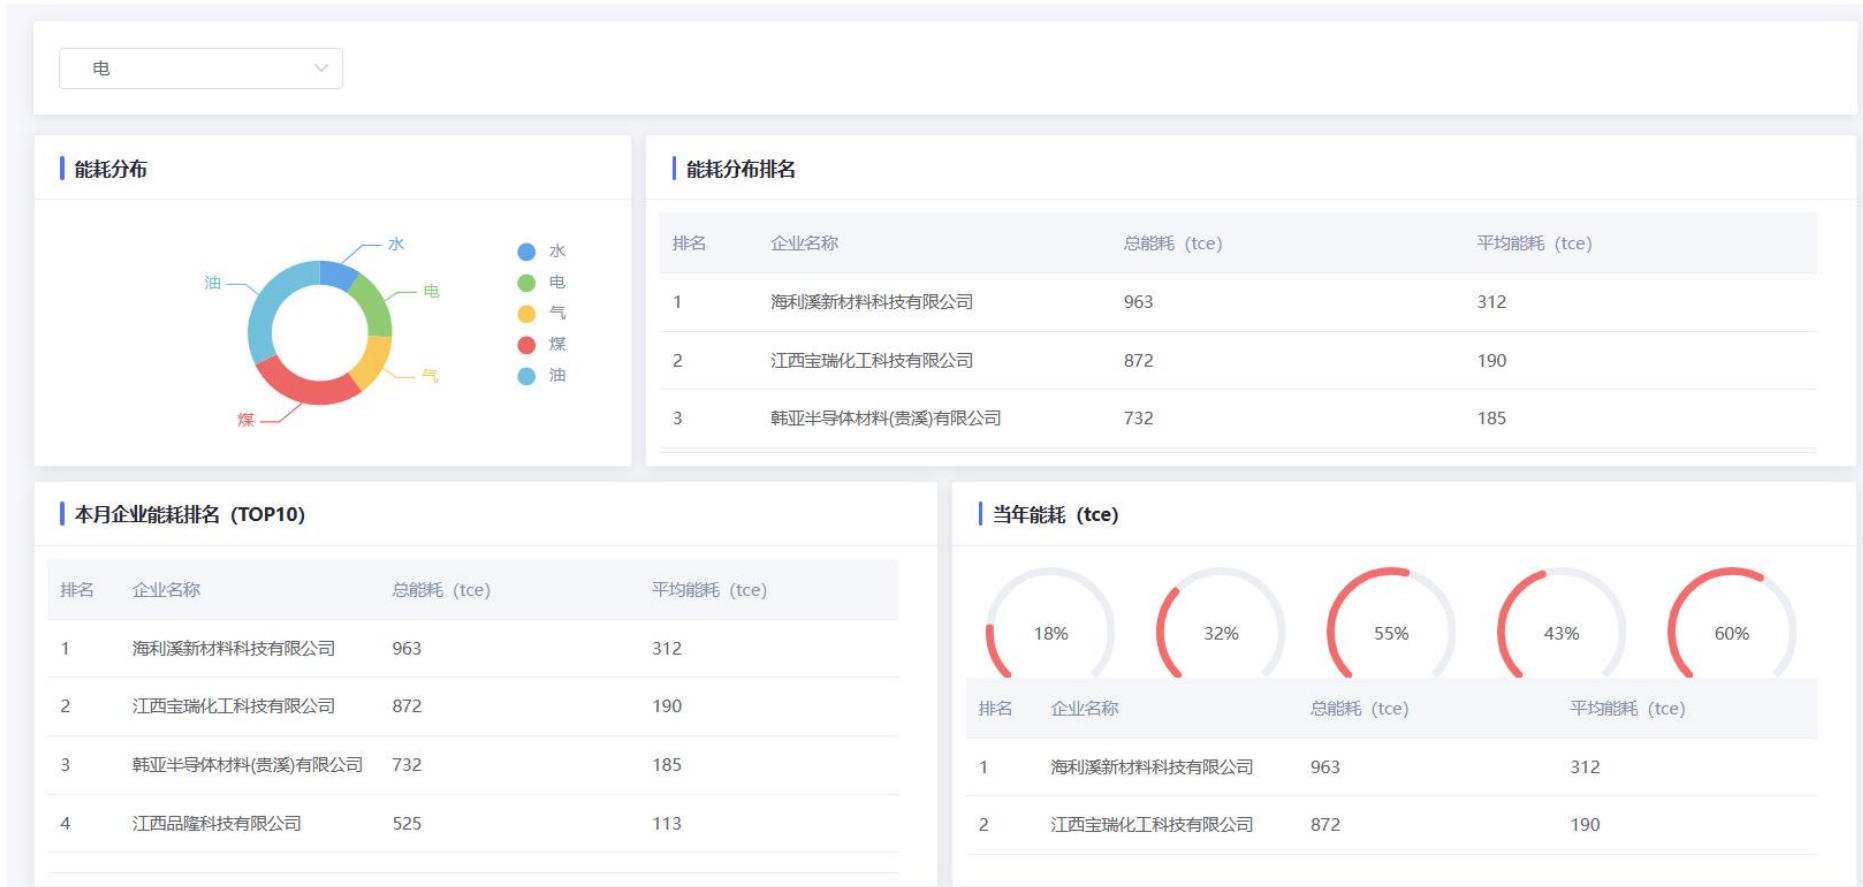 电
能耗分布
水
油
电
气
煤
水
电
气
煤
油
能耗分布排名
排名 企业名称 总能耗（tce） 平均能耗（tce）
1 海利溪新材料科技有限公司 963 312
2 江西宝瑞化工科技有限公司 872 190
3 韩亚半导体材料(贵溪)有限公司 732 185
本月企业能耗排名（TOP10）
排名 企业名称 总能耗（tce） 平均能耗（tce）
1 海利溪新材料科技有限公司 963 312
2 江西宝瑞化工科技有限公司 872 190
3 韩亚半导体材料(贵溪)有限公司 732 185
4 江西品隆科技有限公司 525 113
当年能耗（tce）
18% 32% 55% 43% 60%
排名 企业名称 总能耗（tce） 平均能耗（tce）
1 海利溪新材料科技有限公司 963 312
2 江西宝瑞化工科技有限公司 872 190